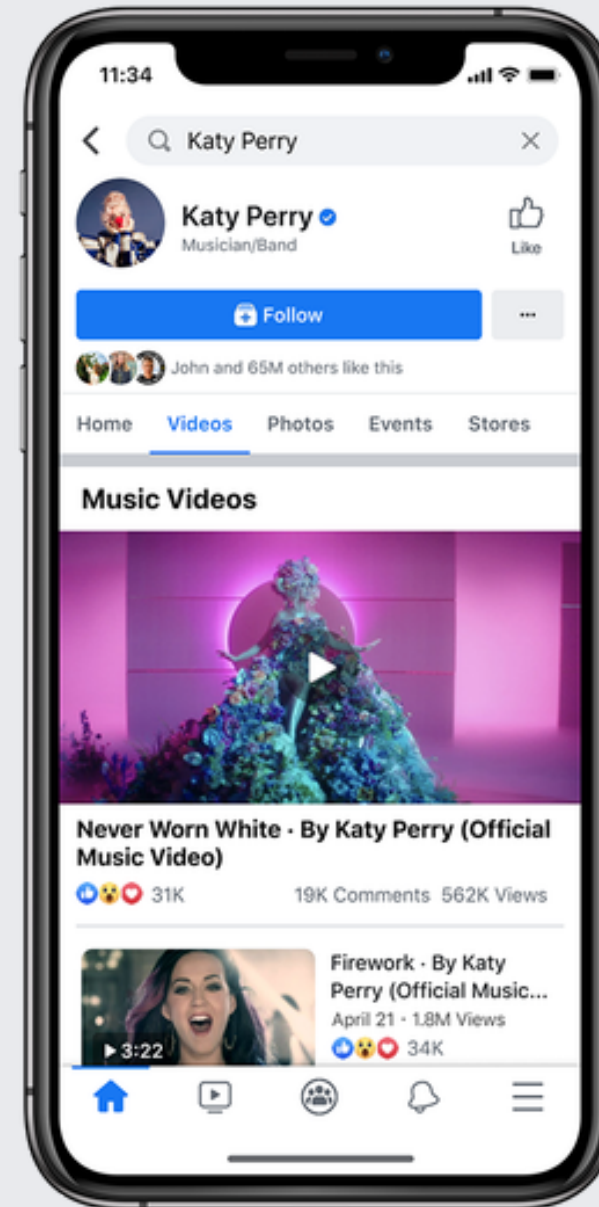 11:34
Katy Perry
Katy Perry
Musician/Band
Like
Follow
...
John and 65M others like this
Home Videos Photos Events Stores
Music Videos
Never Worn White · By Katy Perry (Official
Music Video)
31K 19K Comments 562K Views
Firework · By Katy
Perry (Official Music...
April 21 · 1.8M Views
3:22
34K